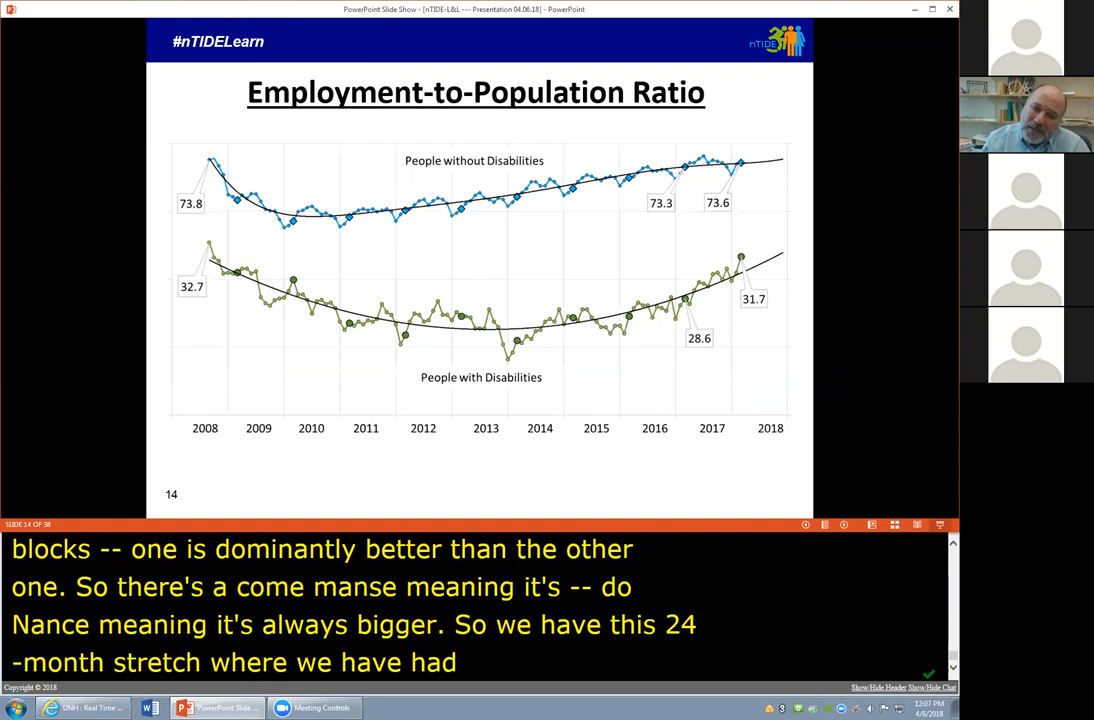 PowerPoint Slide Show - [nTIDE-L&L --- Presentation 04.06.18] - PowerPoint
#nTIDELearn
nTIDE
Employment-to-Population Ratio
People without Disabilities
73.8
73.3
73.6
32.7
31.7
28.6
People with Disabilities
2008 2009 2010 2011 2012 2013 2014 2015 2016 2017 2018
14
SLIDE 14 OF 38
blocks -- one is dominantly better than the other
one. So there's a come manse meaning it's -- do
Nance meaning it's always bigger. So we have this 24
-month stretch where we have had
Copyright © 2018
Show/Hide Header Show/Hide Chat
UNH : Real Time ...
PowerPoint Slide ...
Meeting Controls
12:07 PM
4/6/2018